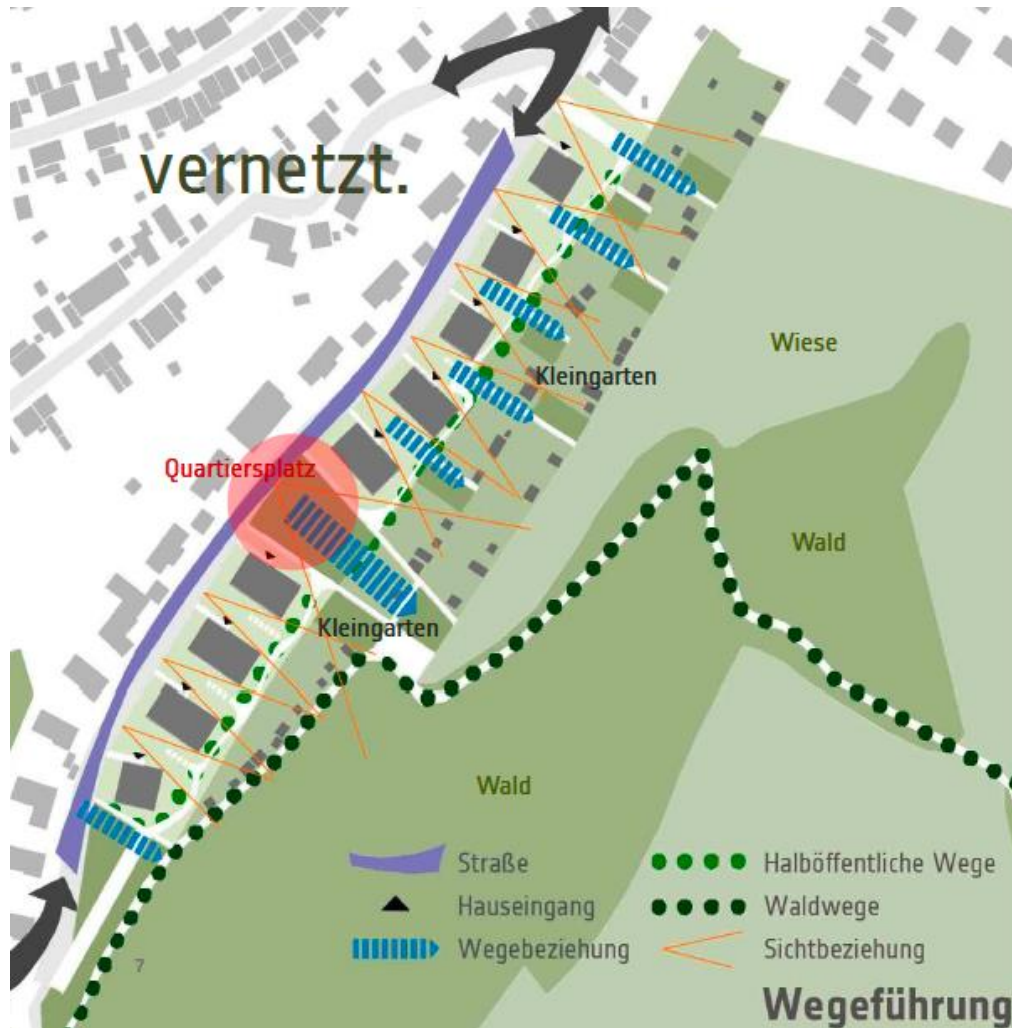 vernetzt.
Wiese
Kleingarten
Quartiersplatz
Wald
Kleingarten
Wald
Straße
Halböffentliche Wege
Hauseingang
Waldwege
Wegebeziehung
Sichtbeziehung
7
Wegeführung